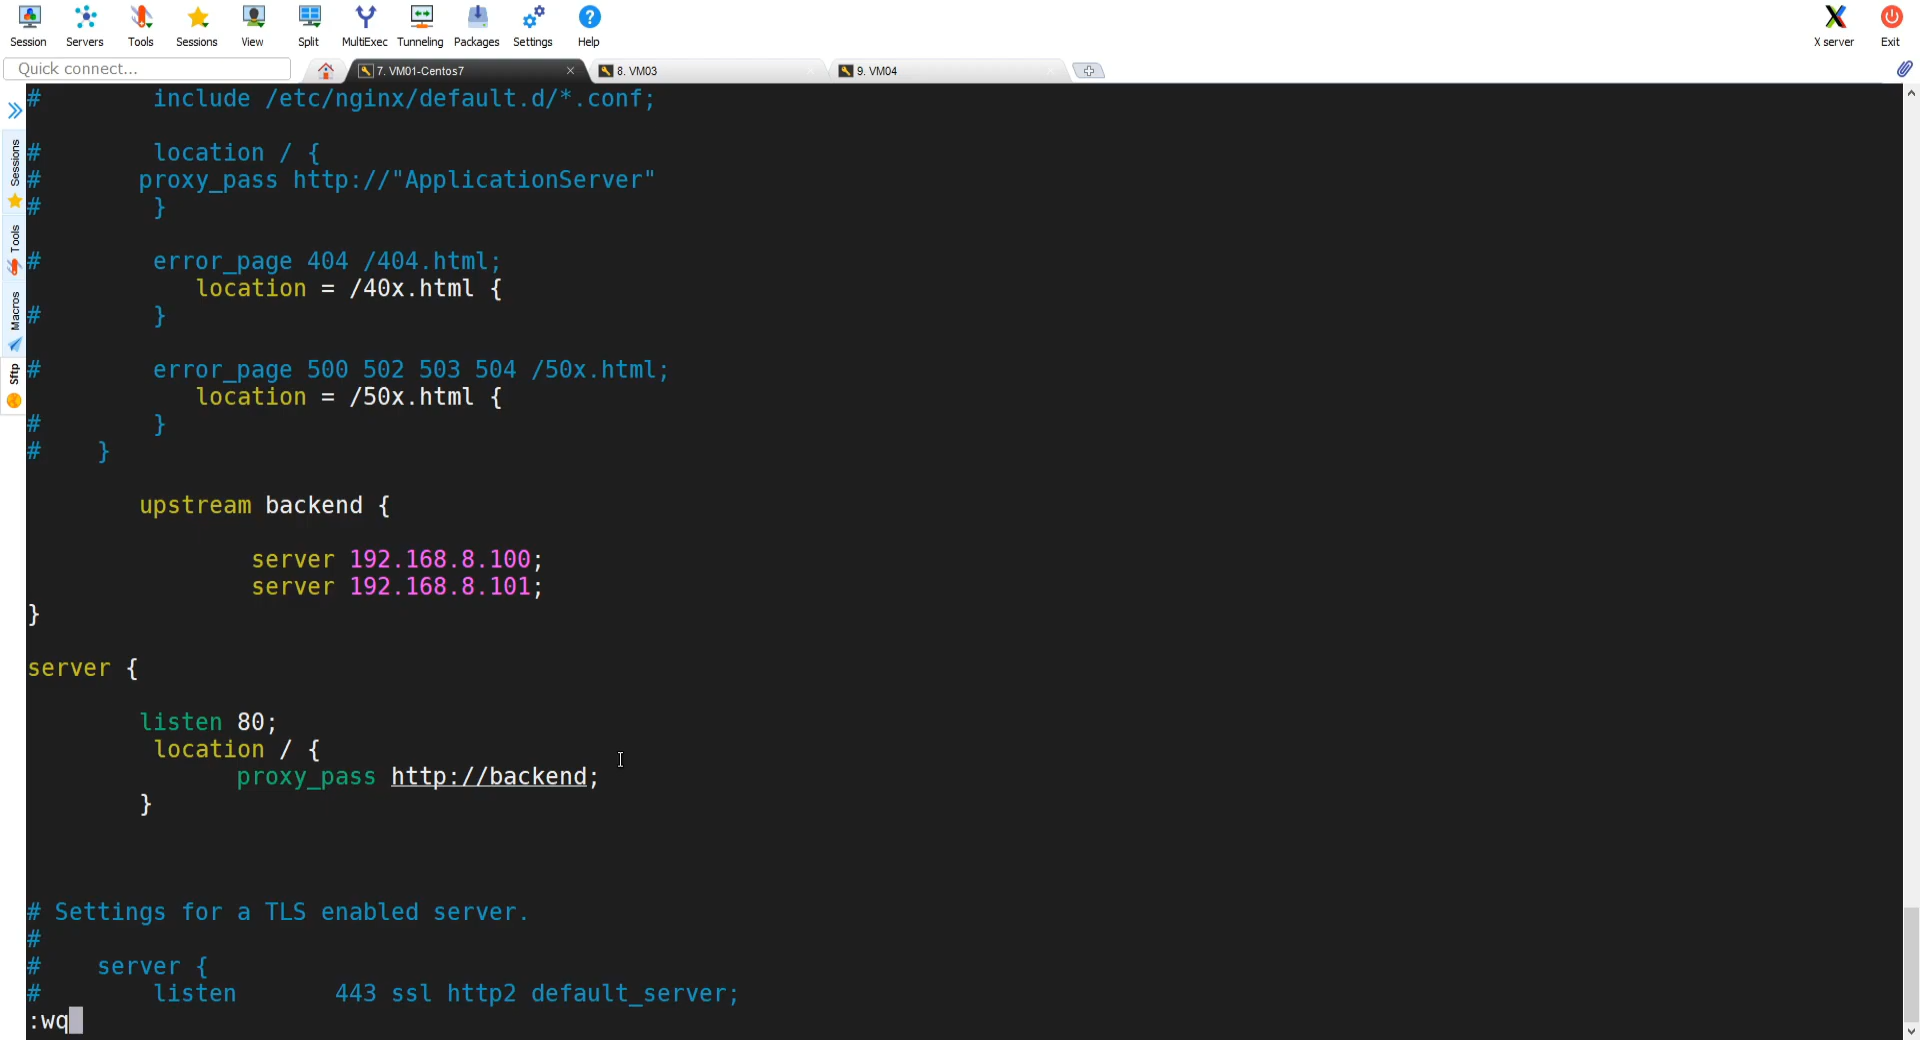 Session Servers Tools Sessions View Split MultiExec Tunneling Packages Settings Help X server Exit
Quick connect... 7. VM01-Centos7 8. VM03 9. VM04
Sessions
Tools
Macros
Sftp
#        include /etc/nginx/default.d/*.conf;
#        location / {
#       proxy_pass http://"ApplicationServer"
#        }
#        error_page 404 /404.html;
            location = /40x.html {
#        }
#        error_page 500 502 503 504 /50x.html;
            location = /50x.html {
#        }
#    }
        upstream backend {
                server 192.168.8.100;
                server 192.168.8.101;
}
server {
        listen 80;
         location / {
               proxy_pass http://backend;
        }
# Settings for a TLS enabled server.
#
#    server {
#        listen       443 ssl http2 default_server;
:wq